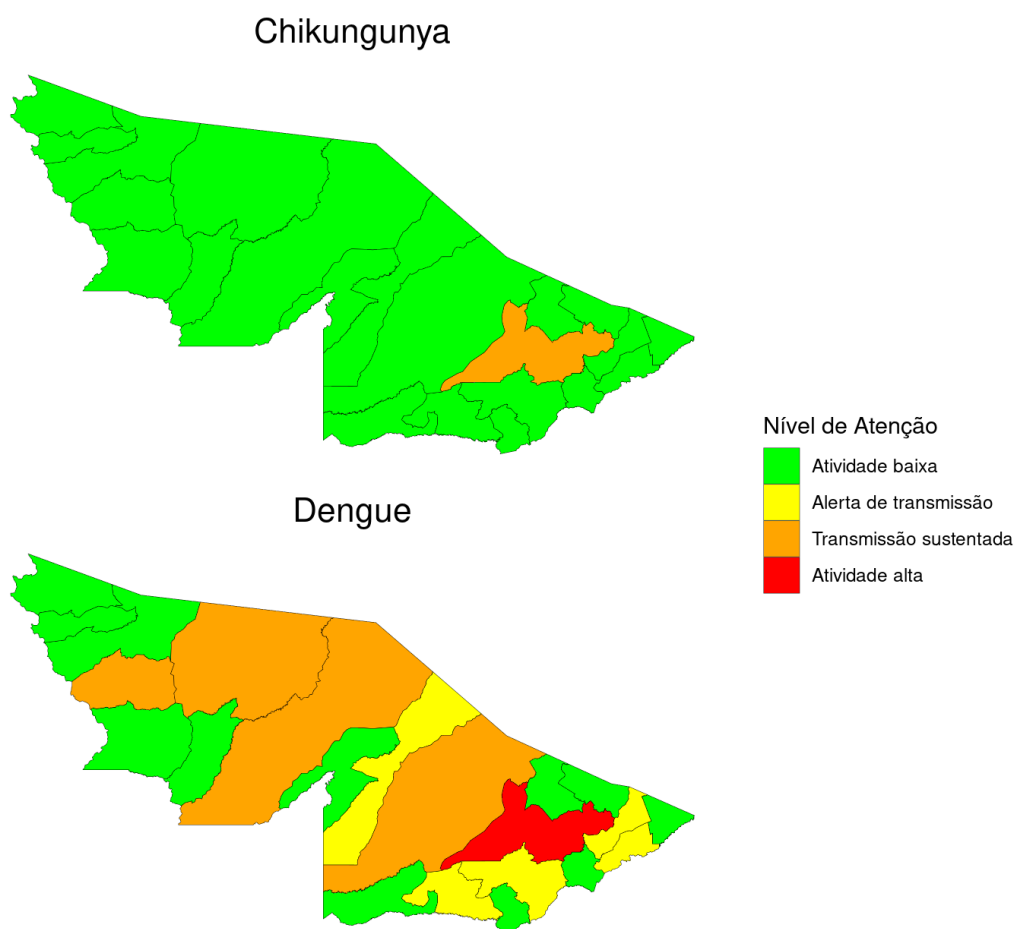 Chikungunya
Nível de Atenção
Atividade baixa
Alerta de transmissão
Transmissão sustentada
Atividade alta
Dengue